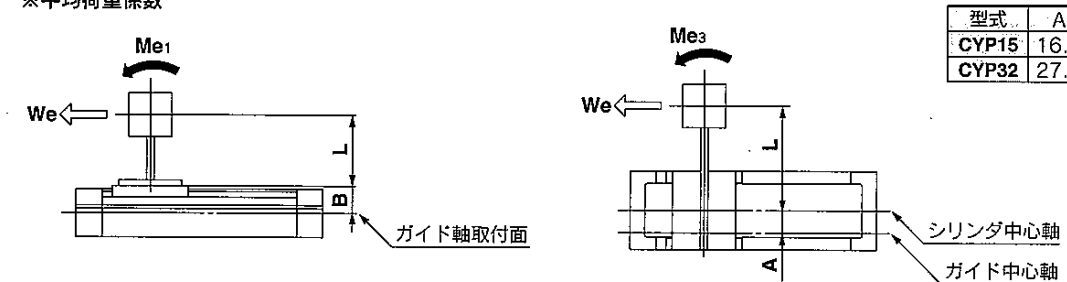 ※平均荷重係数
型式 A
CYP15 16.
CYP32 27.
Me1
We
L
B
ガイド軸取付面
Me3
We
L
A
シリンダ中心軸
ガイド中心軸